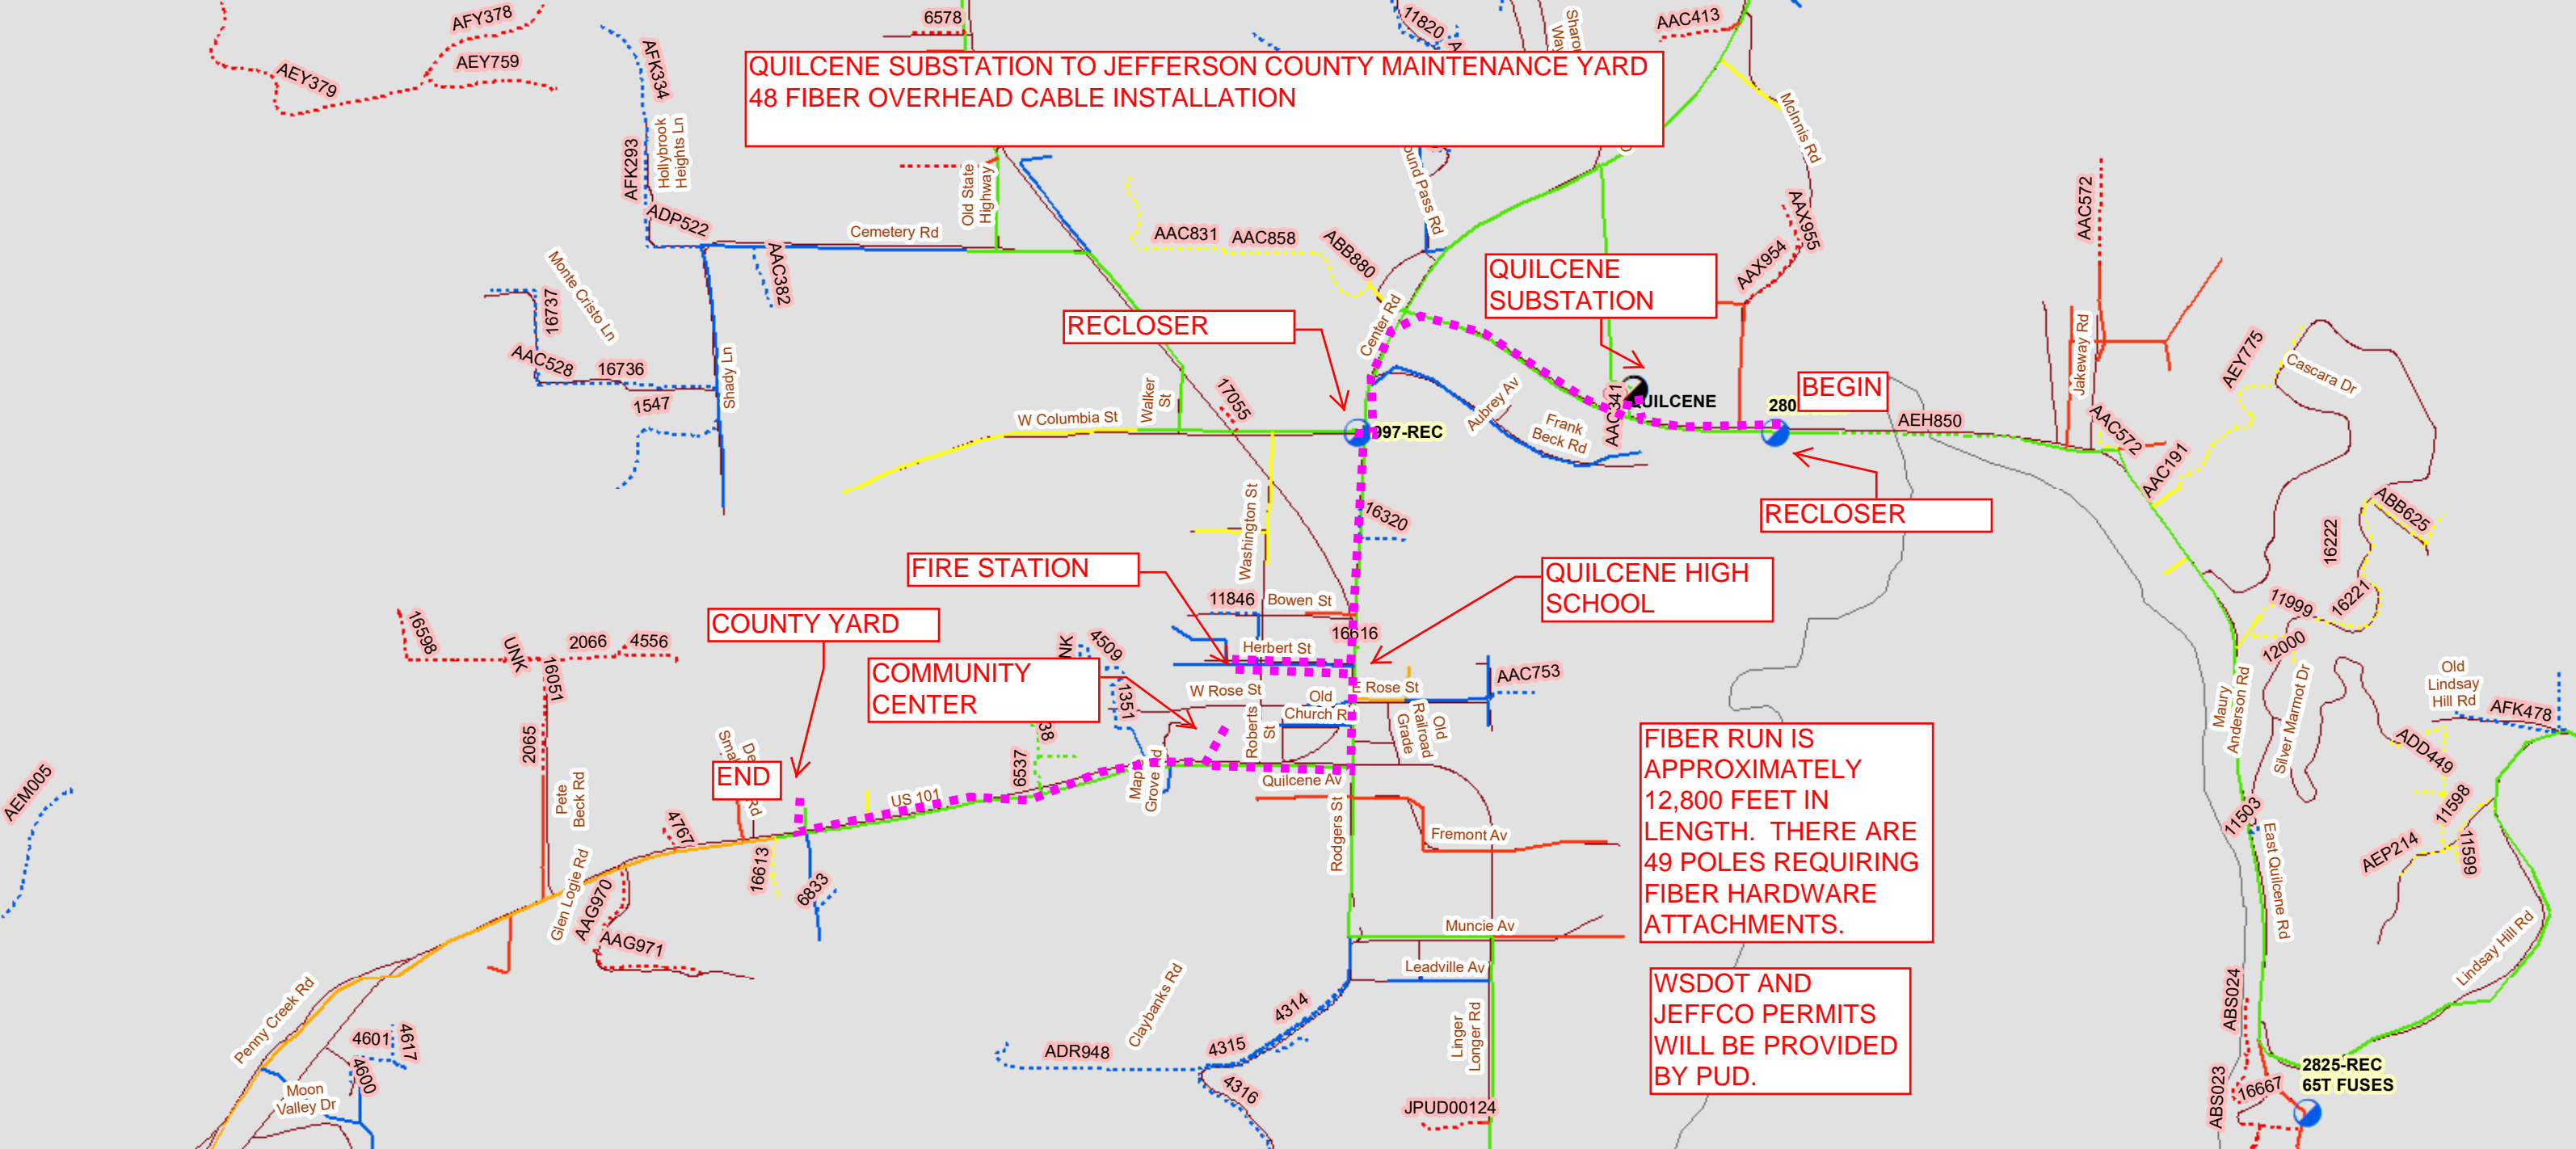 AFY378
6578
11820
AAC413
AEY379
AEY759
AFK334
QUILCENE SUBSTATION TO JEFFERSON COUNTY MAINTENANCE YARD
48 FIBER OVERHEAD CABLE INSTALLATION
McInnis Rd
AFK293
Hollybrook
Heights Ln
ADP522
Cemetery Rd
Old State
Highway
AAC831
AAC858
ABB880
AAX955
AAX954
AAC572
AAC382
Monte Cristo Ln
16737
AAC528
16736
1547
Shady Ln
QUILCENE
SUBSTATION
RECLOSER
Center Rd
Jakeway Rd
AEY775
Cascara Dr
BEGIN
W Columbia St
Walker
St
17055
997-REC
Aubrey Av
Frank
Beck Rd
AAC341
QUILCENE
280
AEH850
AAC572
AAC191
ABB625
RECLOSER
Washington St
16320
16222
FIRE STATION
QUILCENE HIGH
SCHOOL
11846
Bowen St
11999
16221
12000
COUNTY YARD
16598
UNK
2066
4556
16051
4509
16616
Herbert St
COMMUNITY
CENTER
1351
W Rose St
Old
Church R
E Rose St
AAC753
Roberts
St
Old
Railroad
Grade
Maury
Anderson Rd
Silver Marmot Dr
Old
Lindsay
Hill Rd
AFK478
FIBER RUN IS
APPROXIMATELY
12,800 FEET IN
LENGTH. THERE ARE
49 POLES REQUIRING
FIBER HARDWARE
ATTACHMENTS.
ADD449
2065
Pete
Beck Rd
END
38
6537
US 101
Grove Rd
Quilcene Av
AEM005
4767
16613
6833
Rodgers St
Fremont Av
11503
11598
11599
AEP214
East Quilcene Rd
Glen Logie Rd
AAG970
AAG971
Muncie Av
Leadville Av
Lindsay Hill Rd
WSDOT AND
JEFFCO PERMITS
WILL BE PROVIDED
BY PUD.
Penny Creek Rd
4601
4617
4600
Moon
Valley Dr
Claybanks Rd
4314
4315
ADR948
4316
Linger
Longer Rd
JPUD00124
ABS024
ABS023
16667
2825-REC
65T FUSES